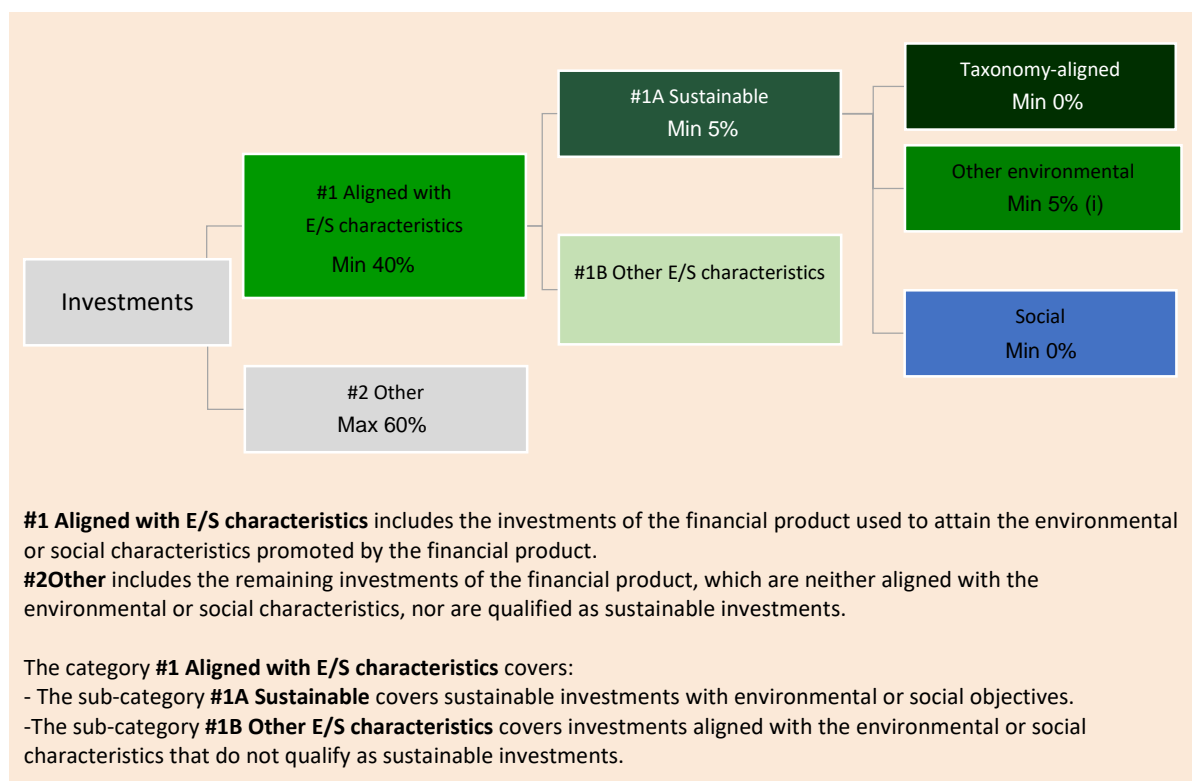 Investments
#1 Aligned with
E/S characteristics
Min 40%
#2 Other
Max 60%
#1A Sustainable
Min 5%
#1B Other E/S characteristics
Taxonomy-aligned
Min 0%
Other environmental
Min 5% (i)
Social
Min 0%
#1 Aligned with E/S characteristics includes the investments of the financial product used to attain the environmental
or social characteristics promoted by the financial product.
#2Other includes the remaining investments of the financial product, which are neither aligned with the
environmental or social characteristics, nor are qualified as sustainable investments.
The category #1 Aligned with E/S characteristics covers:
- The sub-category #1A Sustainable covers sustainable investments with environmental or social objectives.
-The sub-category #1B Other E/S characteristics covers investments aligned with the environmental or social
characteristics that do not qualify as sustainable investments.